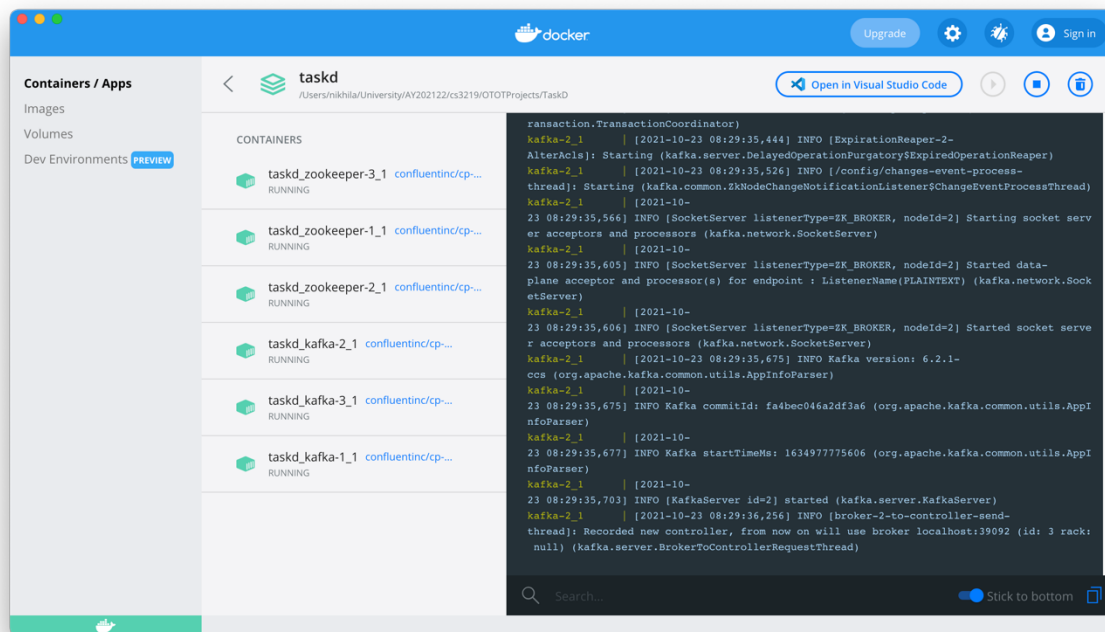 docker
Upgrade
Sign in
Containers / Apps
Images
Volumes
Dev Environments PREVIEW
taskd
/Users/nikhila/University/AY202122/cs3219/OTOTProjects/TaskD
Open in Visual Studio Code
CONTAINERS
taskd_zookeeper-3_1 confluentinc/cp-...
RUNNING
taskd_zookeeper-1_1 confluentinc/cp-...
RUNNING
taskd_zookeeper-2_1 confluentinc/cp-...
RUNNING
taskd_kafka-2_1 confluentinc/cp-...
RUNNING
taskd_kafka-3_1 confluentinc/cp-...
RUNNING
taskd_kafka-1_1 confluentinc/cp-...
RUNNING
ransaction.TransactionCoordinator)
kafka-2_1 | [2021-10-23 08:29:35,444] INFO [ExpirationReaper-2-
AlterAcls]: Starting (kafka.server.DelayedOperationPurgatory$ExpiredOperationReaper)
kafka-2_1 | [2021-10-23 08:29:35,526] INFO [/config/changes-event-process-
thread]: Starting (kafka.common.ZkNodeChangeNotificationListener$ChangeEventProcessThread)
kafka-2_1 | [2021-10-
23 08:29:35,566] INFO [SocketServer listenerType=ZK_BROKER, nodeId=2] Starting socket serv
er acceptors and processors (kafka.network.SocketServer)
kafka-2_1 | [2021-10-
23 08:29:35,605] INFO [SocketServer listenerType=ZK_BROKER, nodeId=2] Started data-
plane acceptor and processor(s) for endpoint : ListenerName(PLAINTEXT) (kafka.network.Sock
etServer)
kafka-2_1 | [2021-10-
23 08:29:35,606] INFO [SocketServer listenerType=ZK_BROKER, nodeId=2] Started socket serve
r acceptors and processors (kafka.network.SocketServer)
kafka-2_1 | [2021-10-23 08:29:35,675] INFO Kafka version: 6.2.1-
ccs (org.apache.kafka.common.utils.AppInfoParser)
kafka-2_1 | [2021-10-
23 08:29:35,675] INFO Kafka commitId: fa4bec046a2df3a6 (org.apache.kafka.common.utils.AppI
nfoParser)
kafka-2_1 | [2021-10-
23 08:29:35,677] INFO Kafka startTimeMs: 1634977775606 (org.apache.kafka.common.utils.AppI
nfoParser)
kafka-2_1 | [2021-10-
23 08:29:35,703] INFO [KafkaServer id=2] started (kafka.server.KafkaServer)
kafka-2_1 | [2021-10-23 08:29:36,256] INFO [broker-2-to-controller-send-
thread]: Recorded new controller, from now on will use broker localhost:39092 (id: 3 rack:
null) (kafka.server.BrokerToControllerRequestThread)
Search...
Stick to bottom